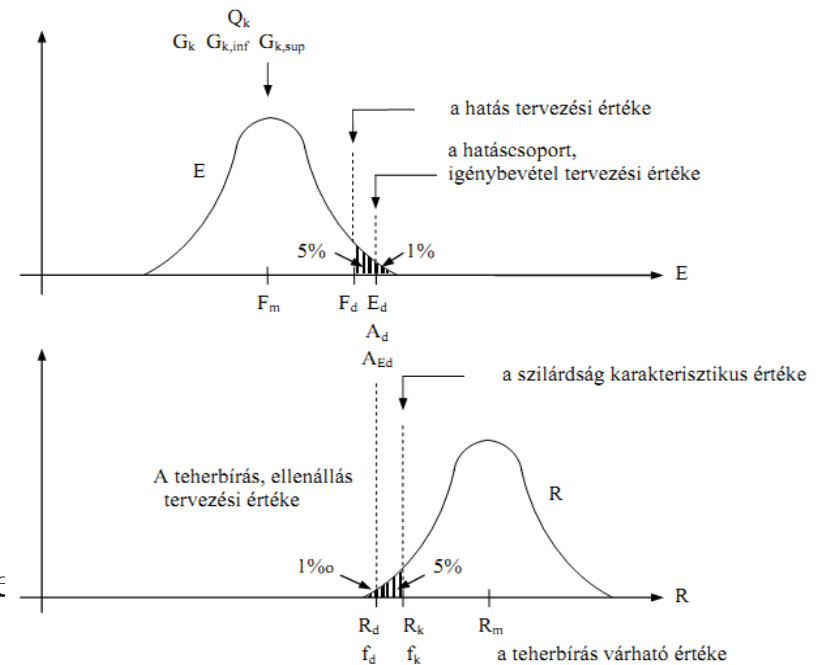 Qk
Gk Gk,inf Gk,sup
a hatás tervezési értéke
a hatáscsoport,
igénybevétel tervezési értéke
E
5% 1%
E
Fm Fd Ed
Ad
AEd
a szilárdság karakterisztikus értéke
A teherbírás, ellenállás
tervezési értéke
R
1‰ 5%
R
Rd Rk Rm
fd fk a teherbírás várható értéke